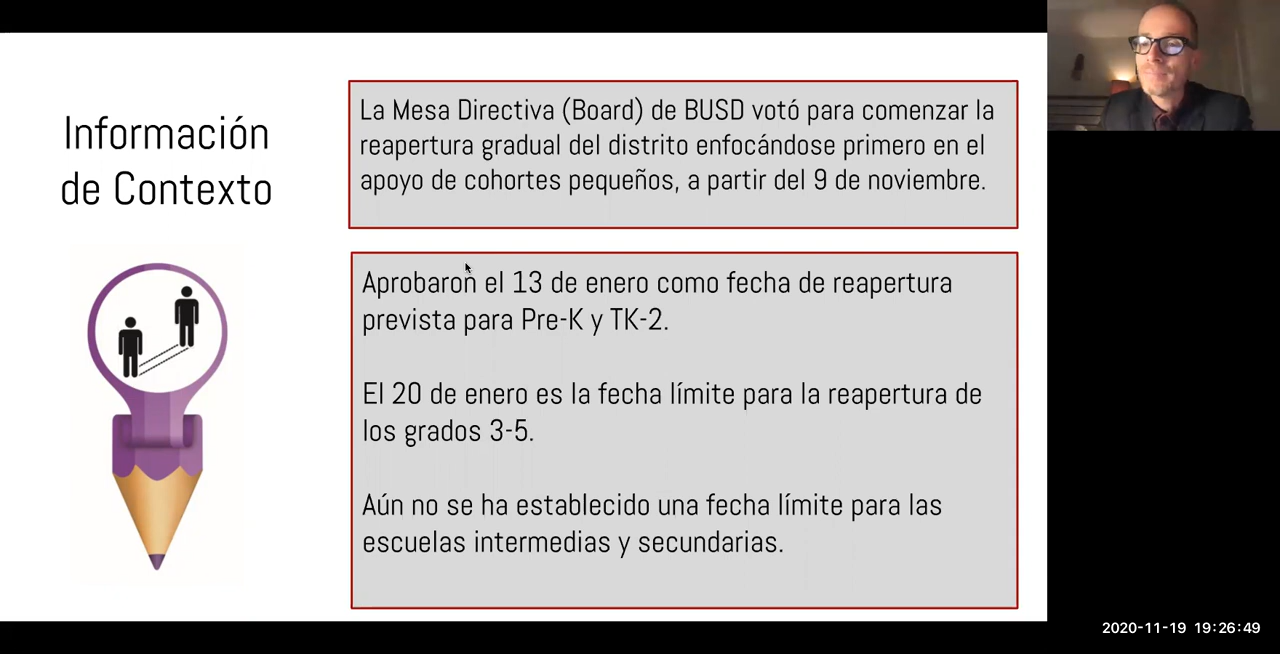 Información
de Contexto
La Mesa Directiva (Board) de BUSD votó para comenzar la
reapertura gradual del distrito enfocándose primero en el
apoyo de cohortes pequeños, a partir del 9 de noviembre.
Aprobaron el 13 de enero como fecha de reapertura
prevista para Pre-K y TK-2.
El 20 de enero es la fecha límite para la reapertura de
los grados 3-5.
Aún no se ha establecido una fecha límite para las
escuelas intermedias y secundarias.
2020-11-19 19:26:49